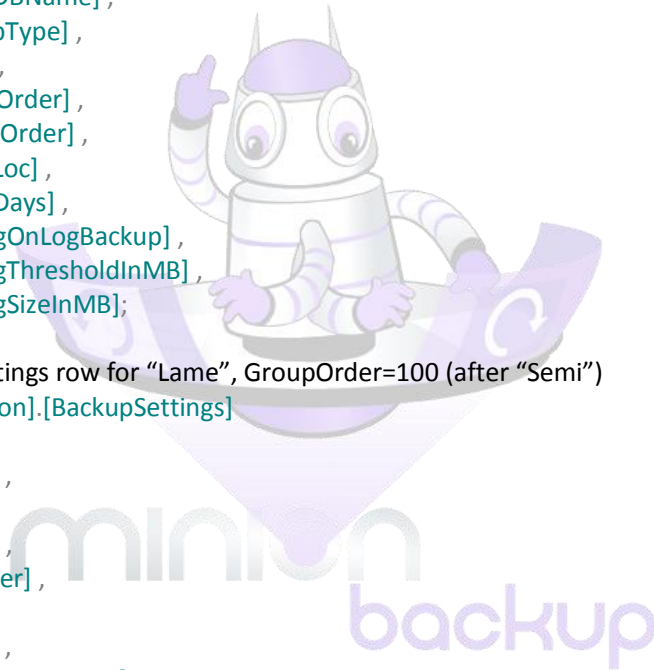 DBName] ,
pType] ,
,
Order] ,
Order] ,
Loc] ,
Days] ,
gOnLogBackup] ,
gThresholdInMB] ,
gSizeInMB];
tings row for “Lame”, GroupOrder=100 (after “Semi”)
on].[BackupSettings]
,
,
er] ,
,
minion
backup